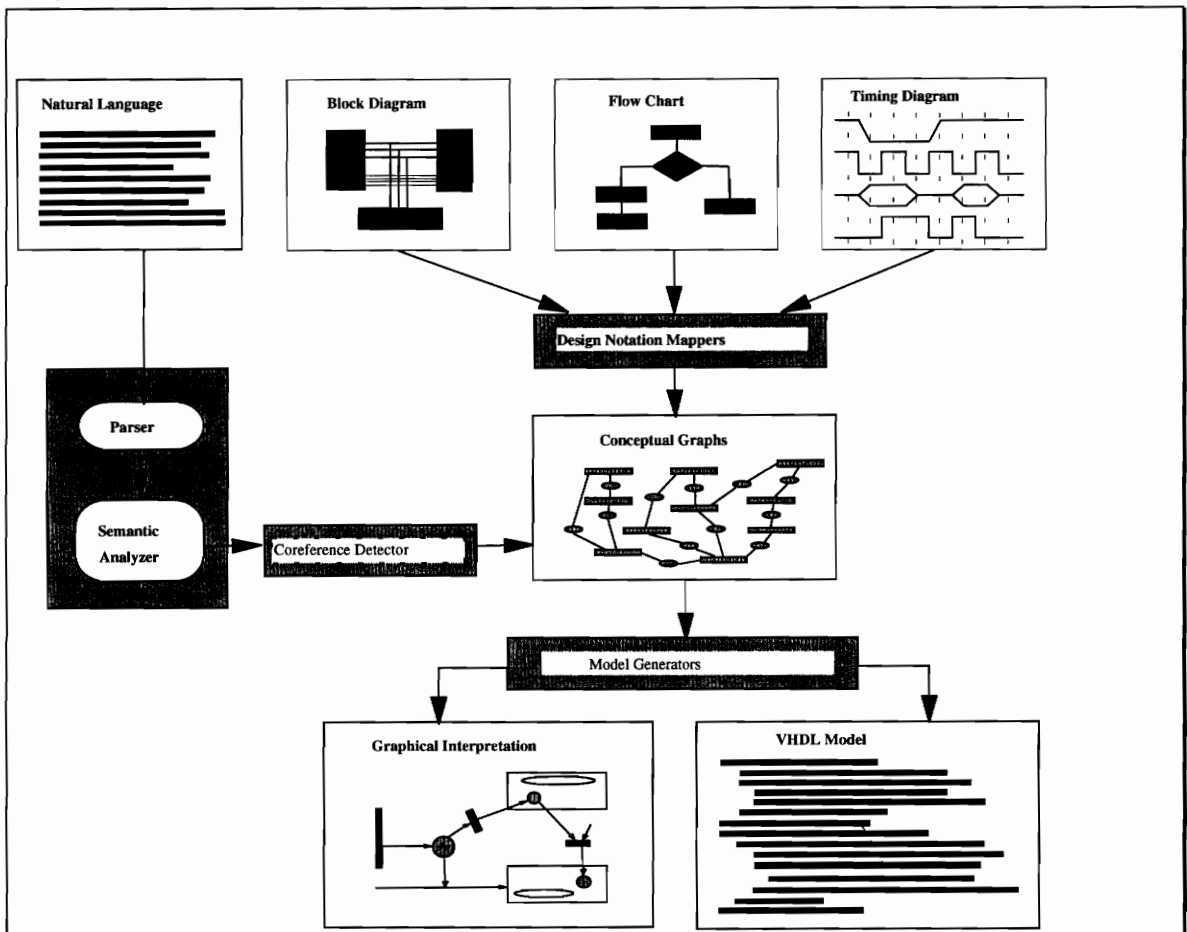 Natural Language
Block Diagram
Flow Chart
Timing Diagram
Design Notation Mappers
Parser
Conceptual Graphs
Semantic
Analyzer
Coreference Detector
Model Generators
Graphical Interpretation
VHDL Model